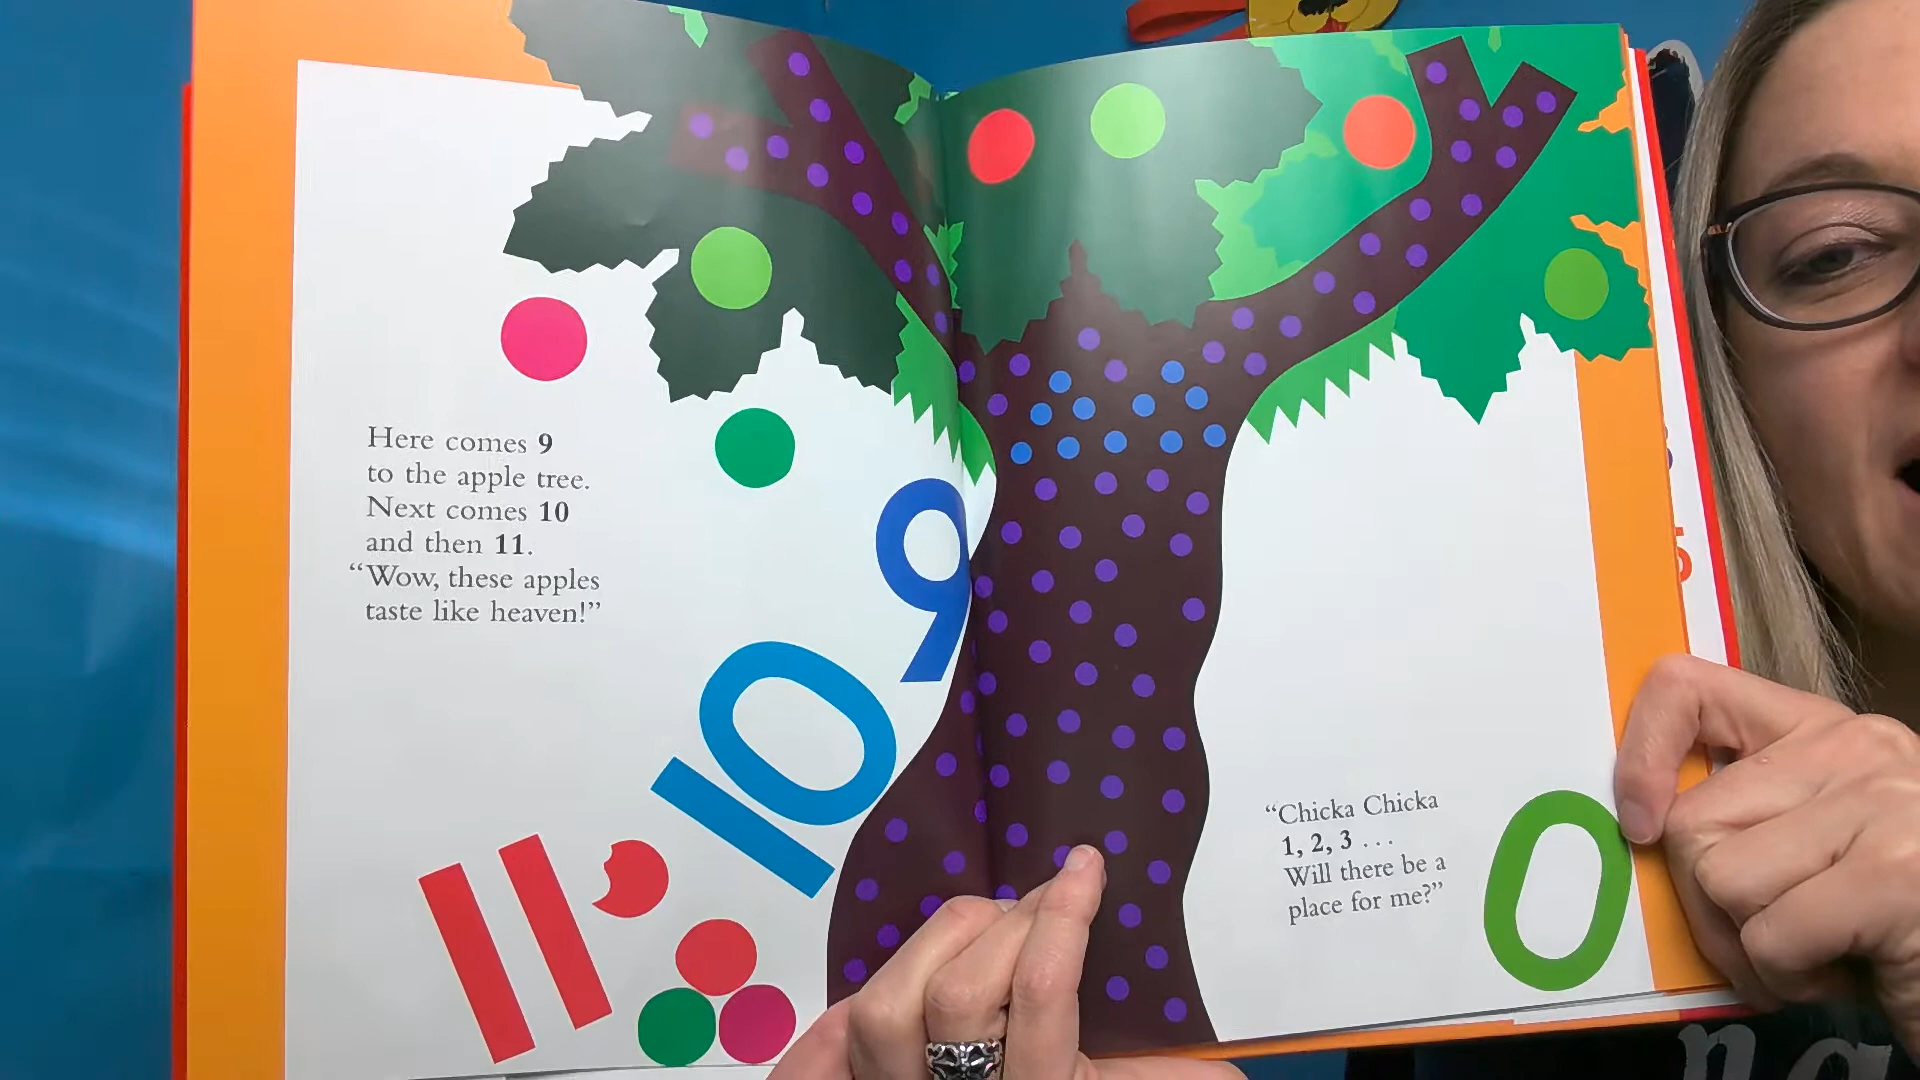 Here comes 9
to the apple tree.
Next comes 10
and then 11.
“Wow, these apples
taste like heaven!”
9
10
11
“Chicka Chicka
1, 2, 3 . . .
Will there be a
place for me?”
0